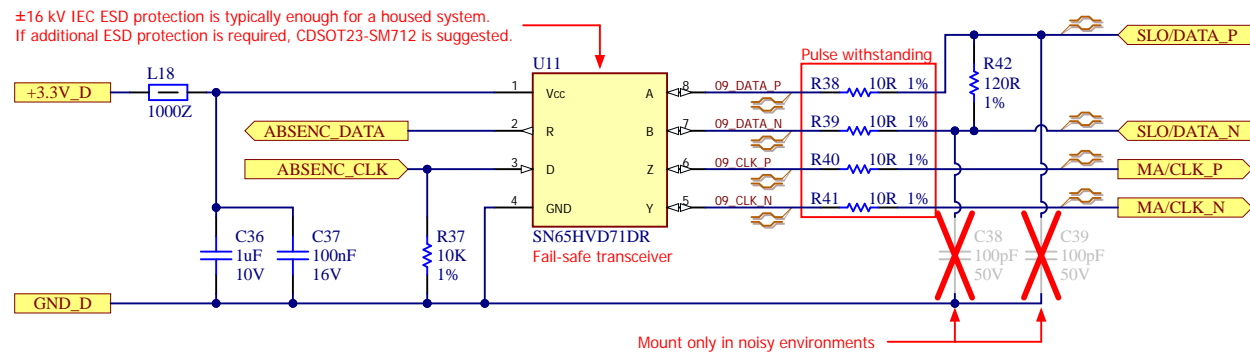 ±16 kV IEC ESD protection is typically enough for a housed system.
If additional ESD protection is required, CDSOT23-SM712 is suggested.
+3.3V_D
L18
1000Z
ABSENC_DATA
ABSENC_CLK
GND_D
C36
1uF
10V
C37
100nF
16V
R37
10K
1%
U11
1 Vcc A 8
2 R B 7
3 D Z 6
4 GND Y 5
SN65HVD71DR
Fail-safe transceiver
09_DATA_P
09_DATA_N
09_CLK_P
09_CLK_N
Pulse withstanding
R38 10R 1%
R39 10R 1%
R40 10R 1%
R41 10R 1%
R42
120R
1%
SLO/DATA_P
SLO/DATA_N
MA/CLK_P
MA/CLK_N
C38
100pF
50V
C39
100pF
50V
Mount only in noisy environments